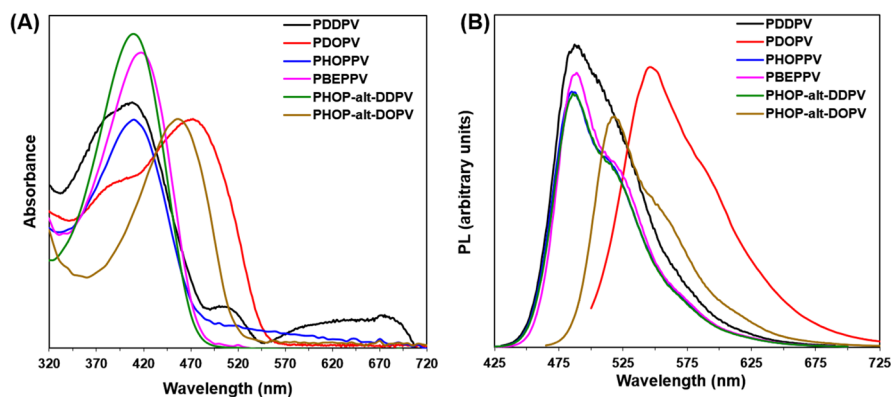 (A)
PDDPV
PDOPV
PHOPPV
PBEPPV
PHOP-alt-DDPV
PHOP-alt-DOPV
Absorbance
320 370 420 470 520 570 620 670 720
Wavelength (nm)
(B)
PDDPV
PDOPV
PHOPPV
PBEPPV
PHOP-alt-DDPV
PHOP-alt-DOPV
PL (arbitrary units)
425 475 525 575 625 675 725
Wavelength (nm)